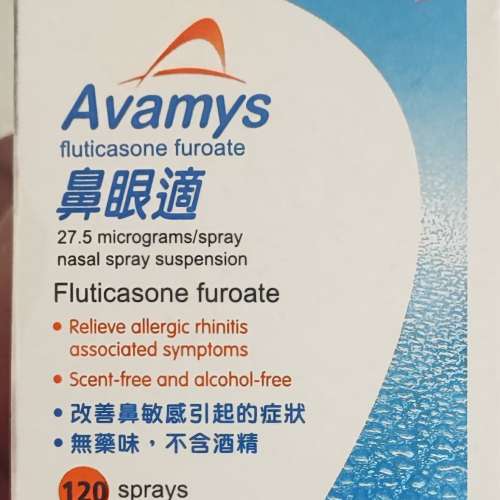 Avamys
fluticasone furoate
鼻眼適
27.5 micrograms/spray
nasal spray suspension
Fluticasone furoate
• Relieve allergic rhinitis
associated symptoms
• Scent-free and alcohol-free
• 改善鼻敏感引起的症狀
• 無藥味，不含酒精
120 sprays